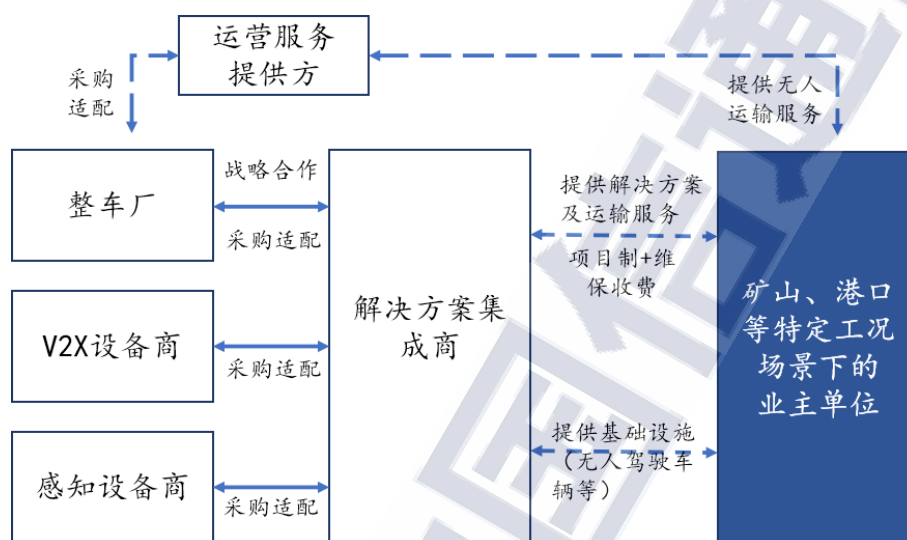 运营服务
提供方
采购
适配
提供无人
运输服务
整车厂
战略合作
采购适配
V2X设备商
采购适配
感知设备商
采购适配
解决方案集
成商
提供解决方案
及运输服务
项目制+维
保收费
提供基础设施
（无人驾驶车
辆等）
矿山、港口
等特定工况
场景下的
业主单位